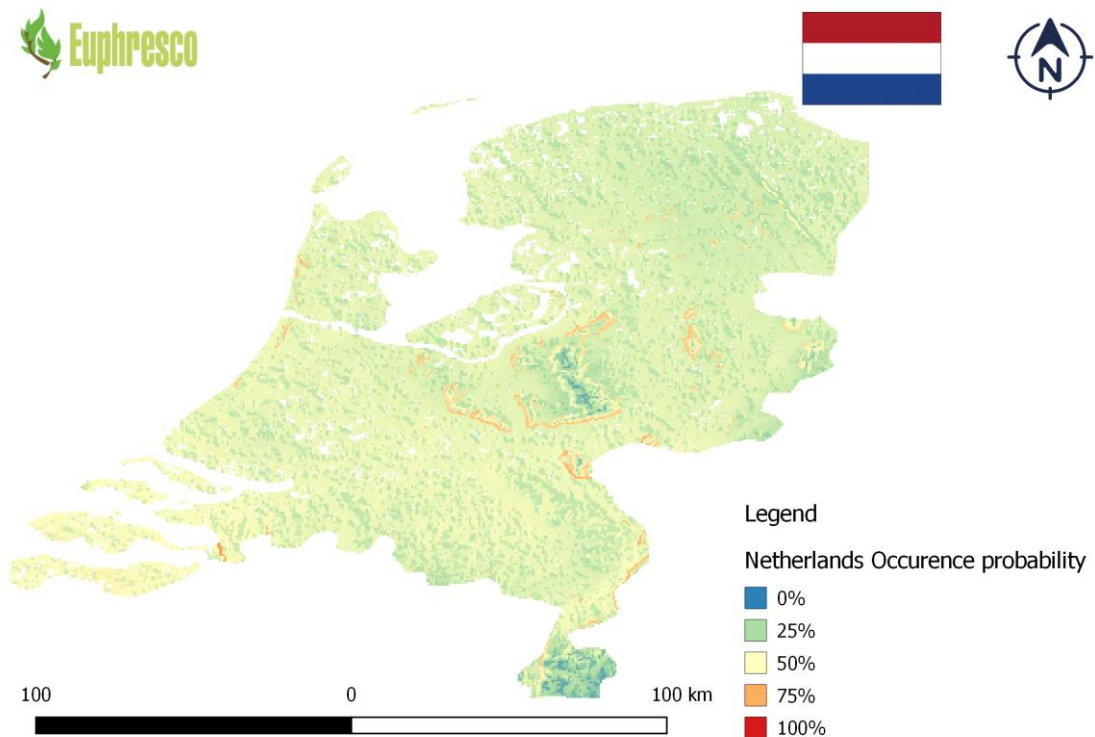 Euphresco
N
Legend
Netherlands Occurence probability
0%
25%
50%
75%
100%
100 0 100 km